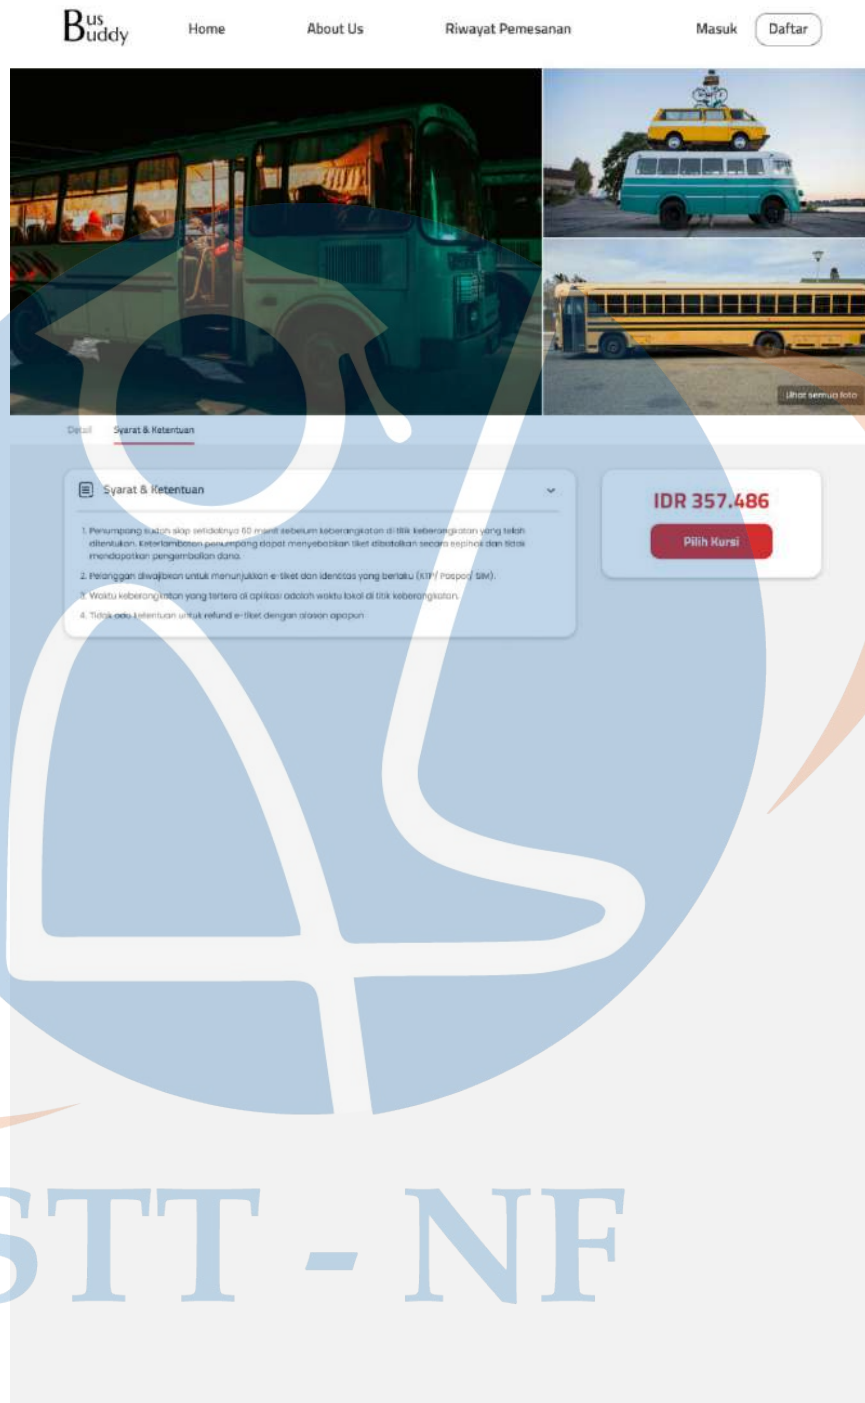 Bus Buddy
Home
About Us
Riwayat Pemesanan
Masuk
Daftar
Lihat semua foto
Detail
Syarat & Ketentuan
Syarat & Ketentuan
1. Penumpang sudah siap setidaknya 60 menit sebelum keberangkatan di titik keberangkatan yang telah
ditentukan. Keterlambatan penumpang dapat menyebabkan tiket dibatalkan secara sepihak dan tidak
mendapatkan pengembalian dana.
2. Pelanggan diwajibkan untuk menunjukkan e-tiket dan identitas yang berlaku (KTP/ Paspor/ SIM).
3. Waktu keberangkatan yang tertera di aplikasi adalah waktu lokal di titik keberangkatan.
4. Tidak ada ketentuan untuk refund e-tiket dengan alasan apapun
IDR 357.486
Pilih Kursi
STT - NF